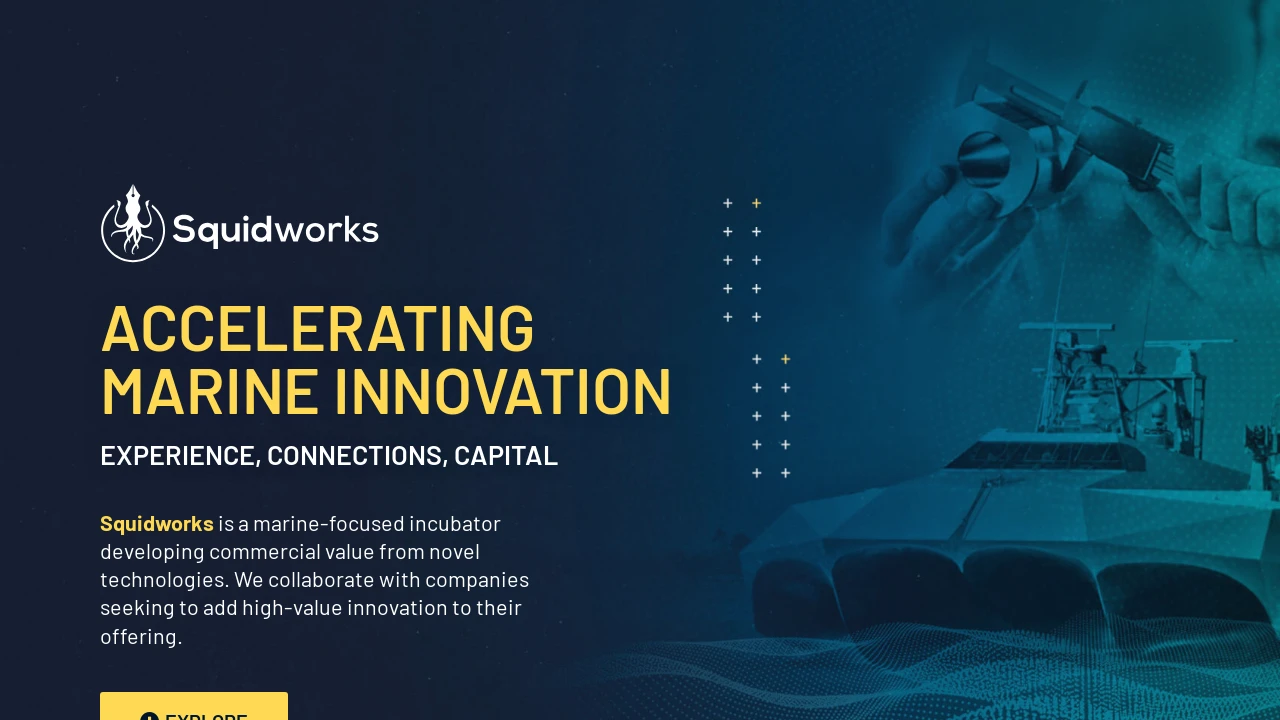 Squidworks
ACCELERATING
MARINE INNOVATION
EXPERIENCE, CONNECTIONS, CAPITAL
Squidworks is a marine-focused incubator
developing commercial value from novel
technologies. We collaborate with companies
seeking to add high-value innovation to their
offering.
EXPLORE